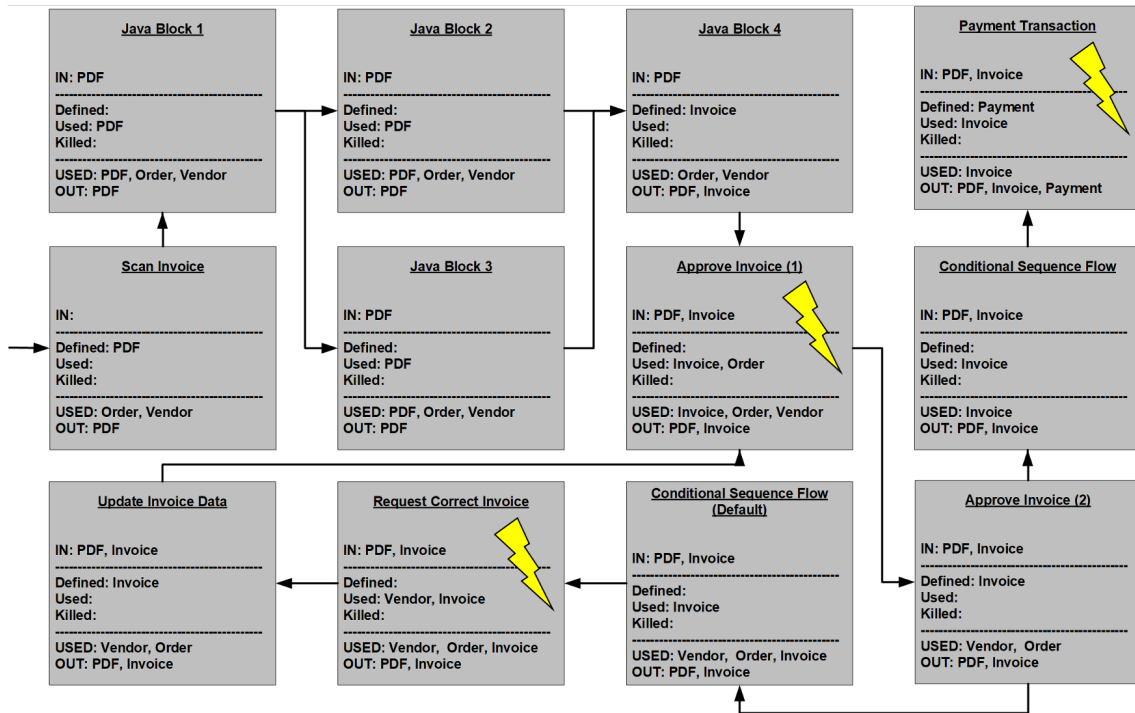 Java Block 1
IN: PDF
Defined:
Used: PDF
Killed:
USED: PDF, Order, Vendor
OUT: PDF
Java Block 2
IN: PDF
Defined:
Used: PDF
Killed:
USED: PDF, Order, Vendor
OUT: PDF
Java Block 4
IN: PDF
Defined: Invoice
Used:
Killed:
USED: Order, Vendor
OUT: PDF, Invoice
Payment Transaction
IN: PDF, Invoice
Defined: Payment
Used: Invoice
Killed:
USED: Invoice
OUT: PDF, Invoice, Payment
Scan Invoice
IN:
Defined: PDF
Used:
Killed:
USED: Order, Vendor
OUT: PDF
Java Block 3
IN: PDF
Defined:
Used: PDF
Killed:
USED: PDF, Order, Vendor
OUT: PDF
Approve Invoice (1)
IN: PDF, Invoice
Defined:
Used: Invoice, Order
Killed:
USED: Invoice, Order, Vendor
OUT: PDF, Invoice
Conditional Sequence Flow
IN: PDF, Invoice
Defined:
Used: Invoice
Killed:
USED: Invoice
OUT: PDF, Invoice
Update Invoice Data
IN: PDF, Invoice
Defined: Invoice
Used:
Killed:
USED: Vendor, Order
OUT: PDF, Invoice
Request Correct Invoice
IN: PDF, Invoice
Defined:
Used: Vendor, Invoice
Killed:
USED: Vendor, Order, Invoice
OUT: PDF, Invoice
Conditional Sequence Flow
(Default)
IN: PDF, Invoice
Defined:
Used: Invoice
Killed:
USED: Vendor, Order, Invoice
OUT: PDF, Invoice
Approve Invoice (2)
IN: PDF, Invoice
Defined: Invoice
Used:
Killed:
USED: Vendor, Order
OUT: PDF, Invoice